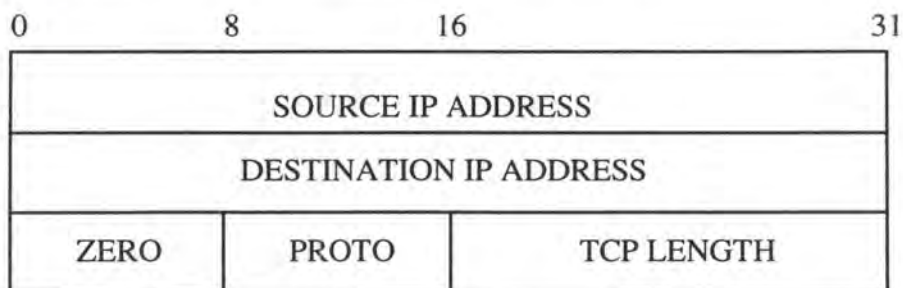 0 8 16 31
SOURCE IP ADDRESS
DESTINATION IP ADDRESS
ZERO PROTO TCP LENGTH